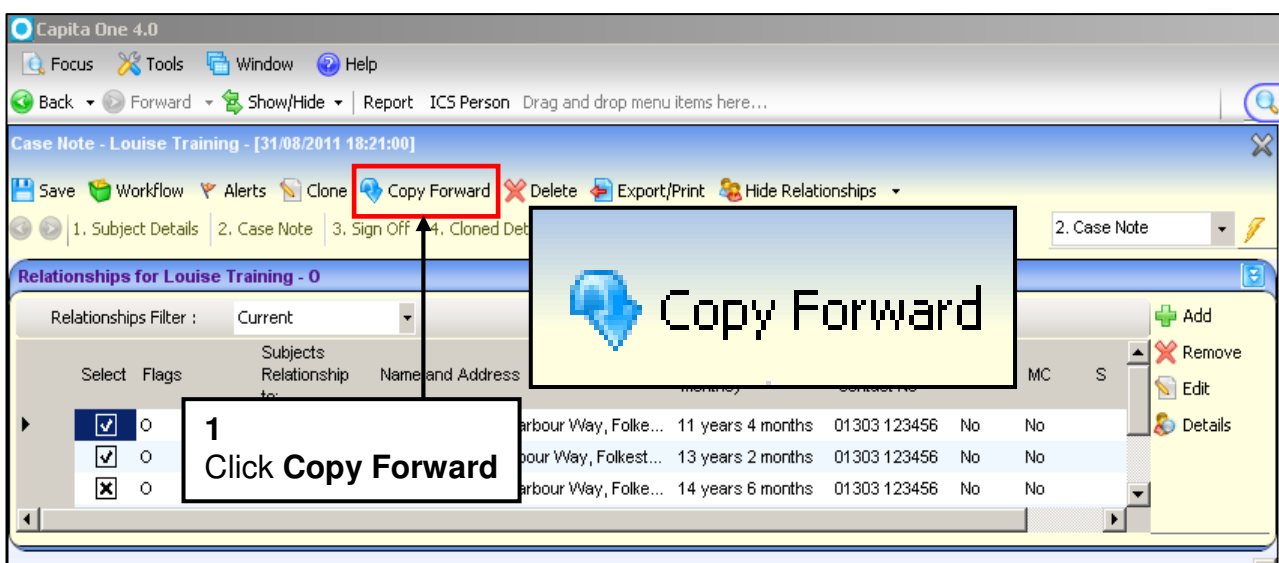 Capita One 4.0
Focus Tools Window Help
Back Forward Show/Hide Report ICS Person Drag and drop menu items here...
Case Note - Louise Training - [31/08/2011 18:21:00]
Save Workflow Alerts Clone Copy Forward Delete Export/Print Hide Relationships
1. Subject Details 2. Case Note 3. Sign Off 4. Cloned Det 2. Case Note
Copy Forward
Relationships for Louise Training - O
Relationships Filter : Current Add
Remove
Select Flags Subjects Relationship to: Name and Address MC S
Edit
Details
O arbour Way, Folke... 11 years 4 months 01303 123456 No No
O bour Way, Folkest... 13 years 2 months 01303 123456 No No
O arbour Way, Folke... 14 years 6 months 01303 123456 No No
1
Click Copy Forward